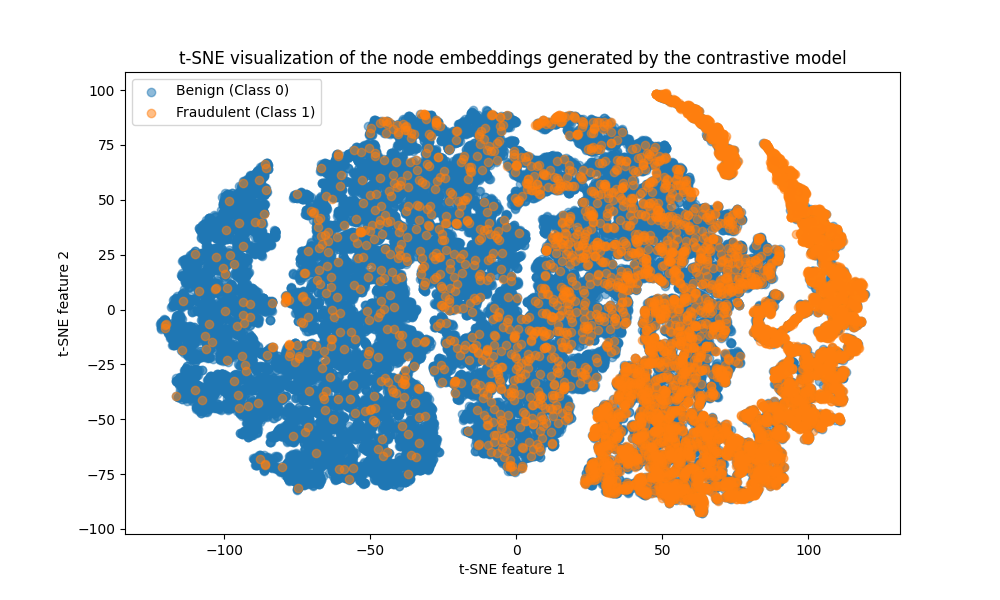 t-SNE visualization of the node embeddings generated by the contrastive model
Benign (Class 0)
Fraudulent (Class 1)
100
75
50
25
0
−25
−50
−75
−100
t-SNE feature 2
−100
−50
0
50
100
t-SNE feature 1